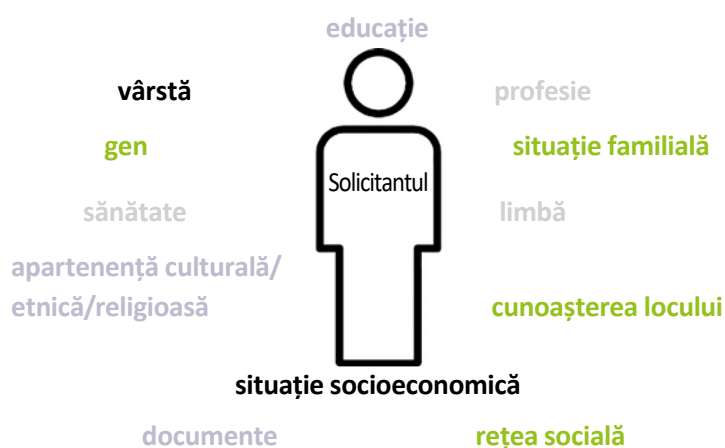 educație
vârstă
profesie
gen
situație familială
Solicitantul
sănătate
limbă
apartenență culturală/
etnică/religioasă
cunoașterea locului
situație socioeconomică
documente
rețea socială